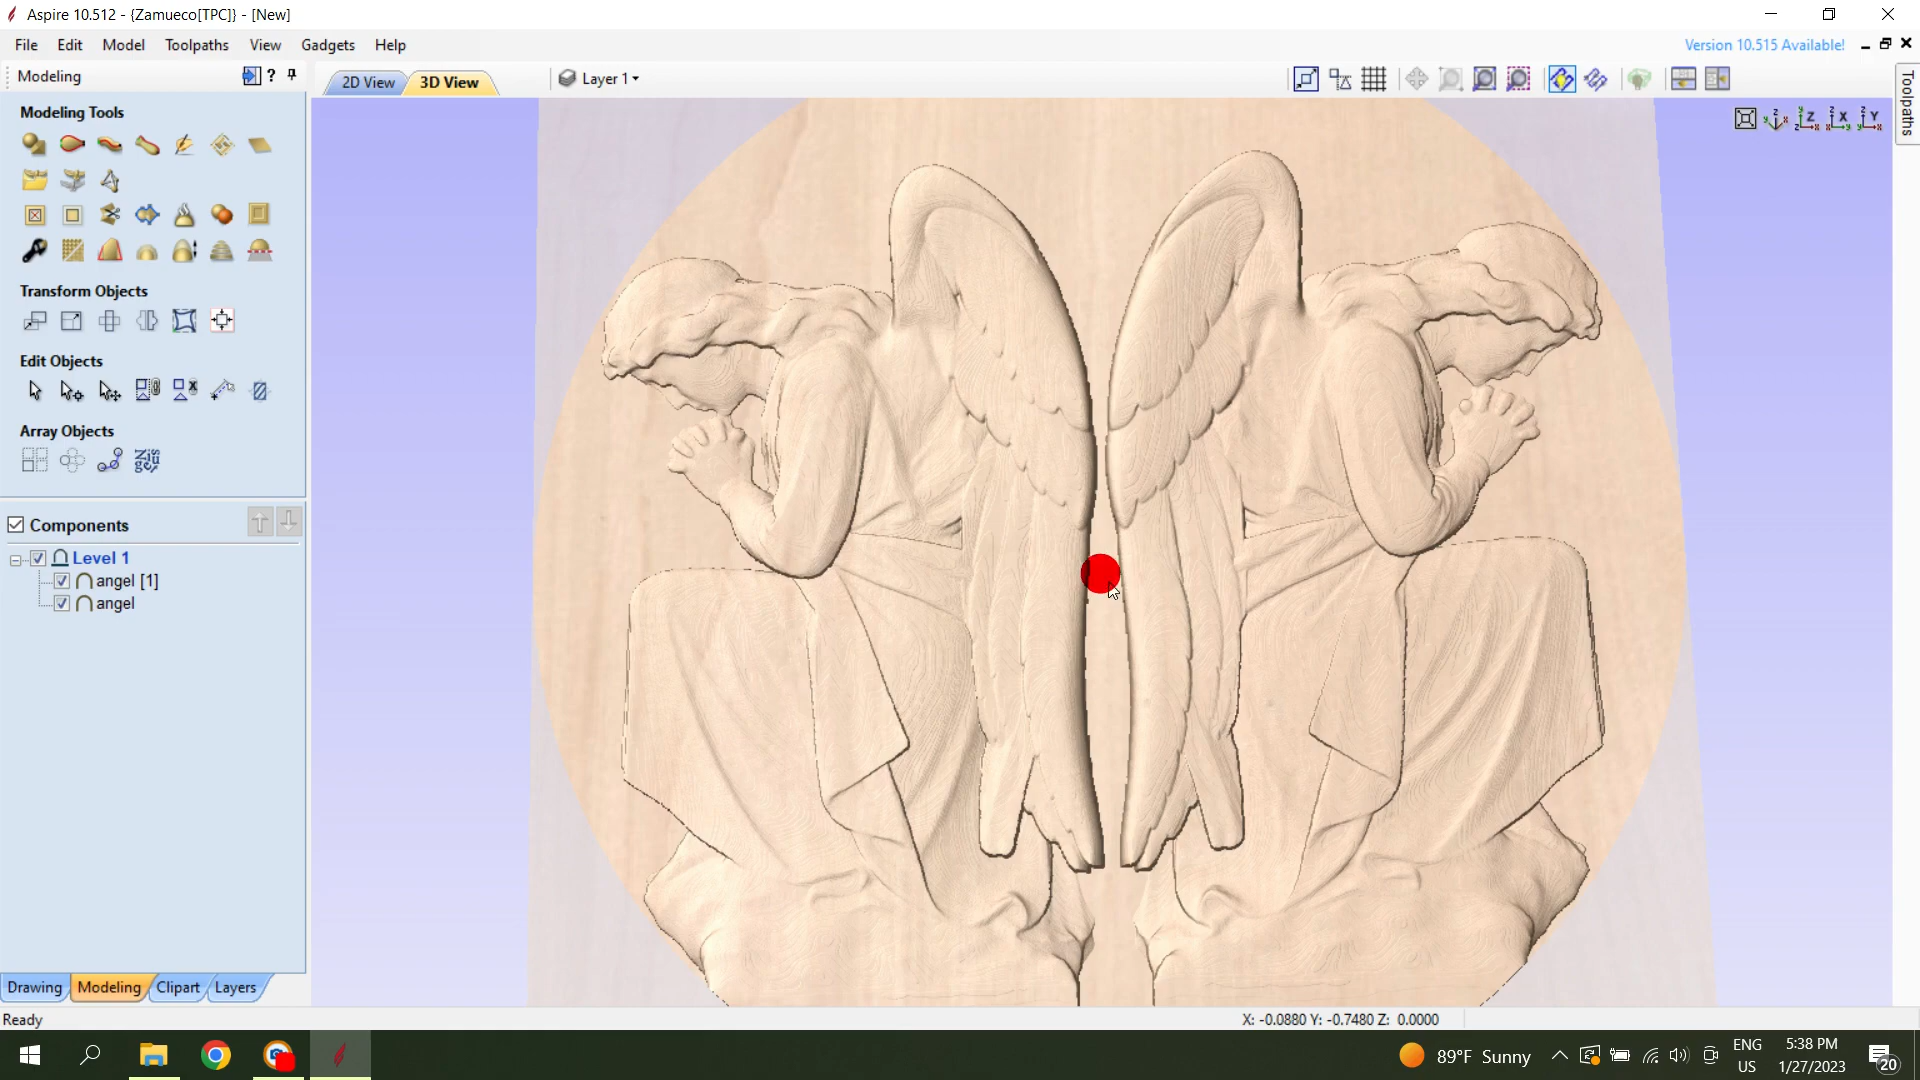 Aspire 10.512 - {Zamueco[TPC]} - [New]
File Edit Model Toolpaths View Gadgets Help
Version 10.515 Available!
Modeling
?
2D View
3D View
Layer 1
Toolpaths
Modeling Tools
Transform Objects
Edit Objects
Array Objects
Components
Level 1
angel [1]
angel
Drawing Modeling Clipart Layers
Ready
X: -0.0880 Y: -0.7480 Z: 0.0000
89°F Sunny
ENG
US
5:38 PM
1/27/2023
20